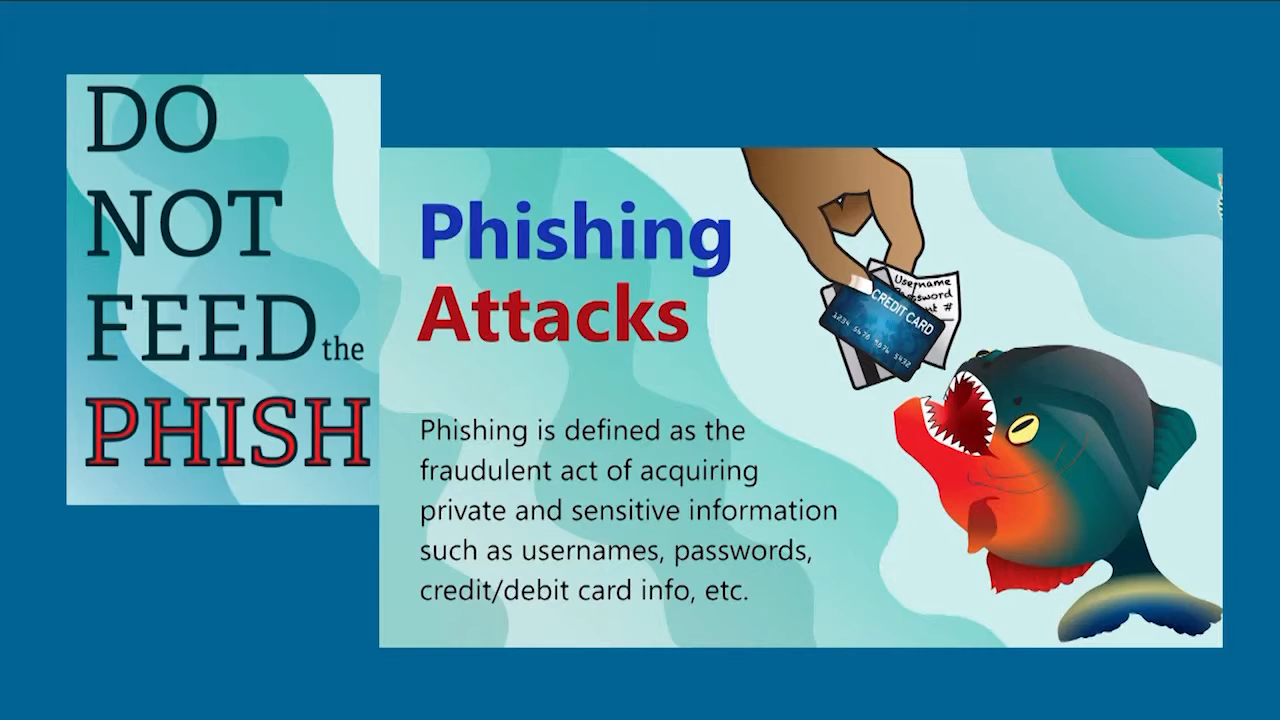 DO
NOT
FEED the
PHISH
Phishing
Attacks
Phishing is defined as the
fraudulent act of acquiring
private and sensitive information
such as usernames, passwords,
credit/debit card info, etc.
Username
#
CREDIT CARD